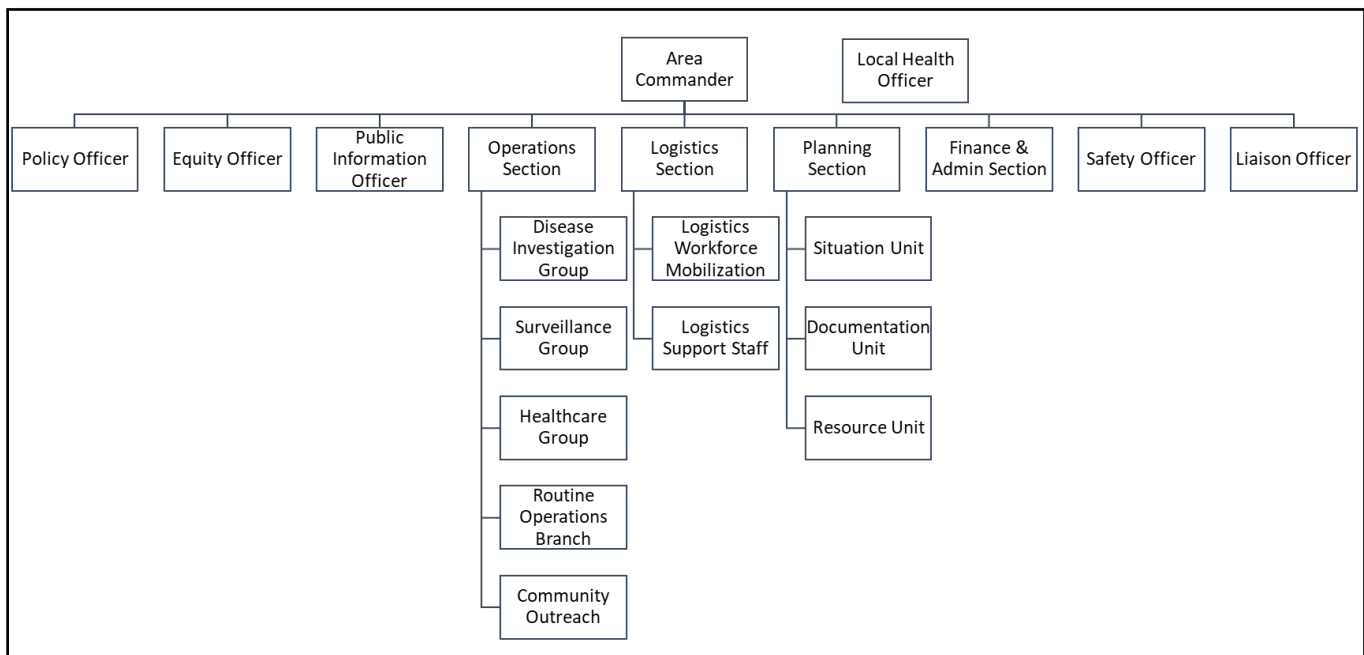 Area
Commander
Local Health
Officer
Policy Officer
Equity Officer
Public
Information
Officer
Operations
Section
Logistics
Section
Planning
Section
Finance &
Admin Section
Safety Officer
Liaison Officer
Disease
Investigation
Group
Logistics
Workforce
Mobilization
Situation Unit
Surveillance
Group
Logistics
Support Staff
Documentation
Unit
Healthcare
Group
Resource Unit
Routine
Operations
Branch
Community
Outreach